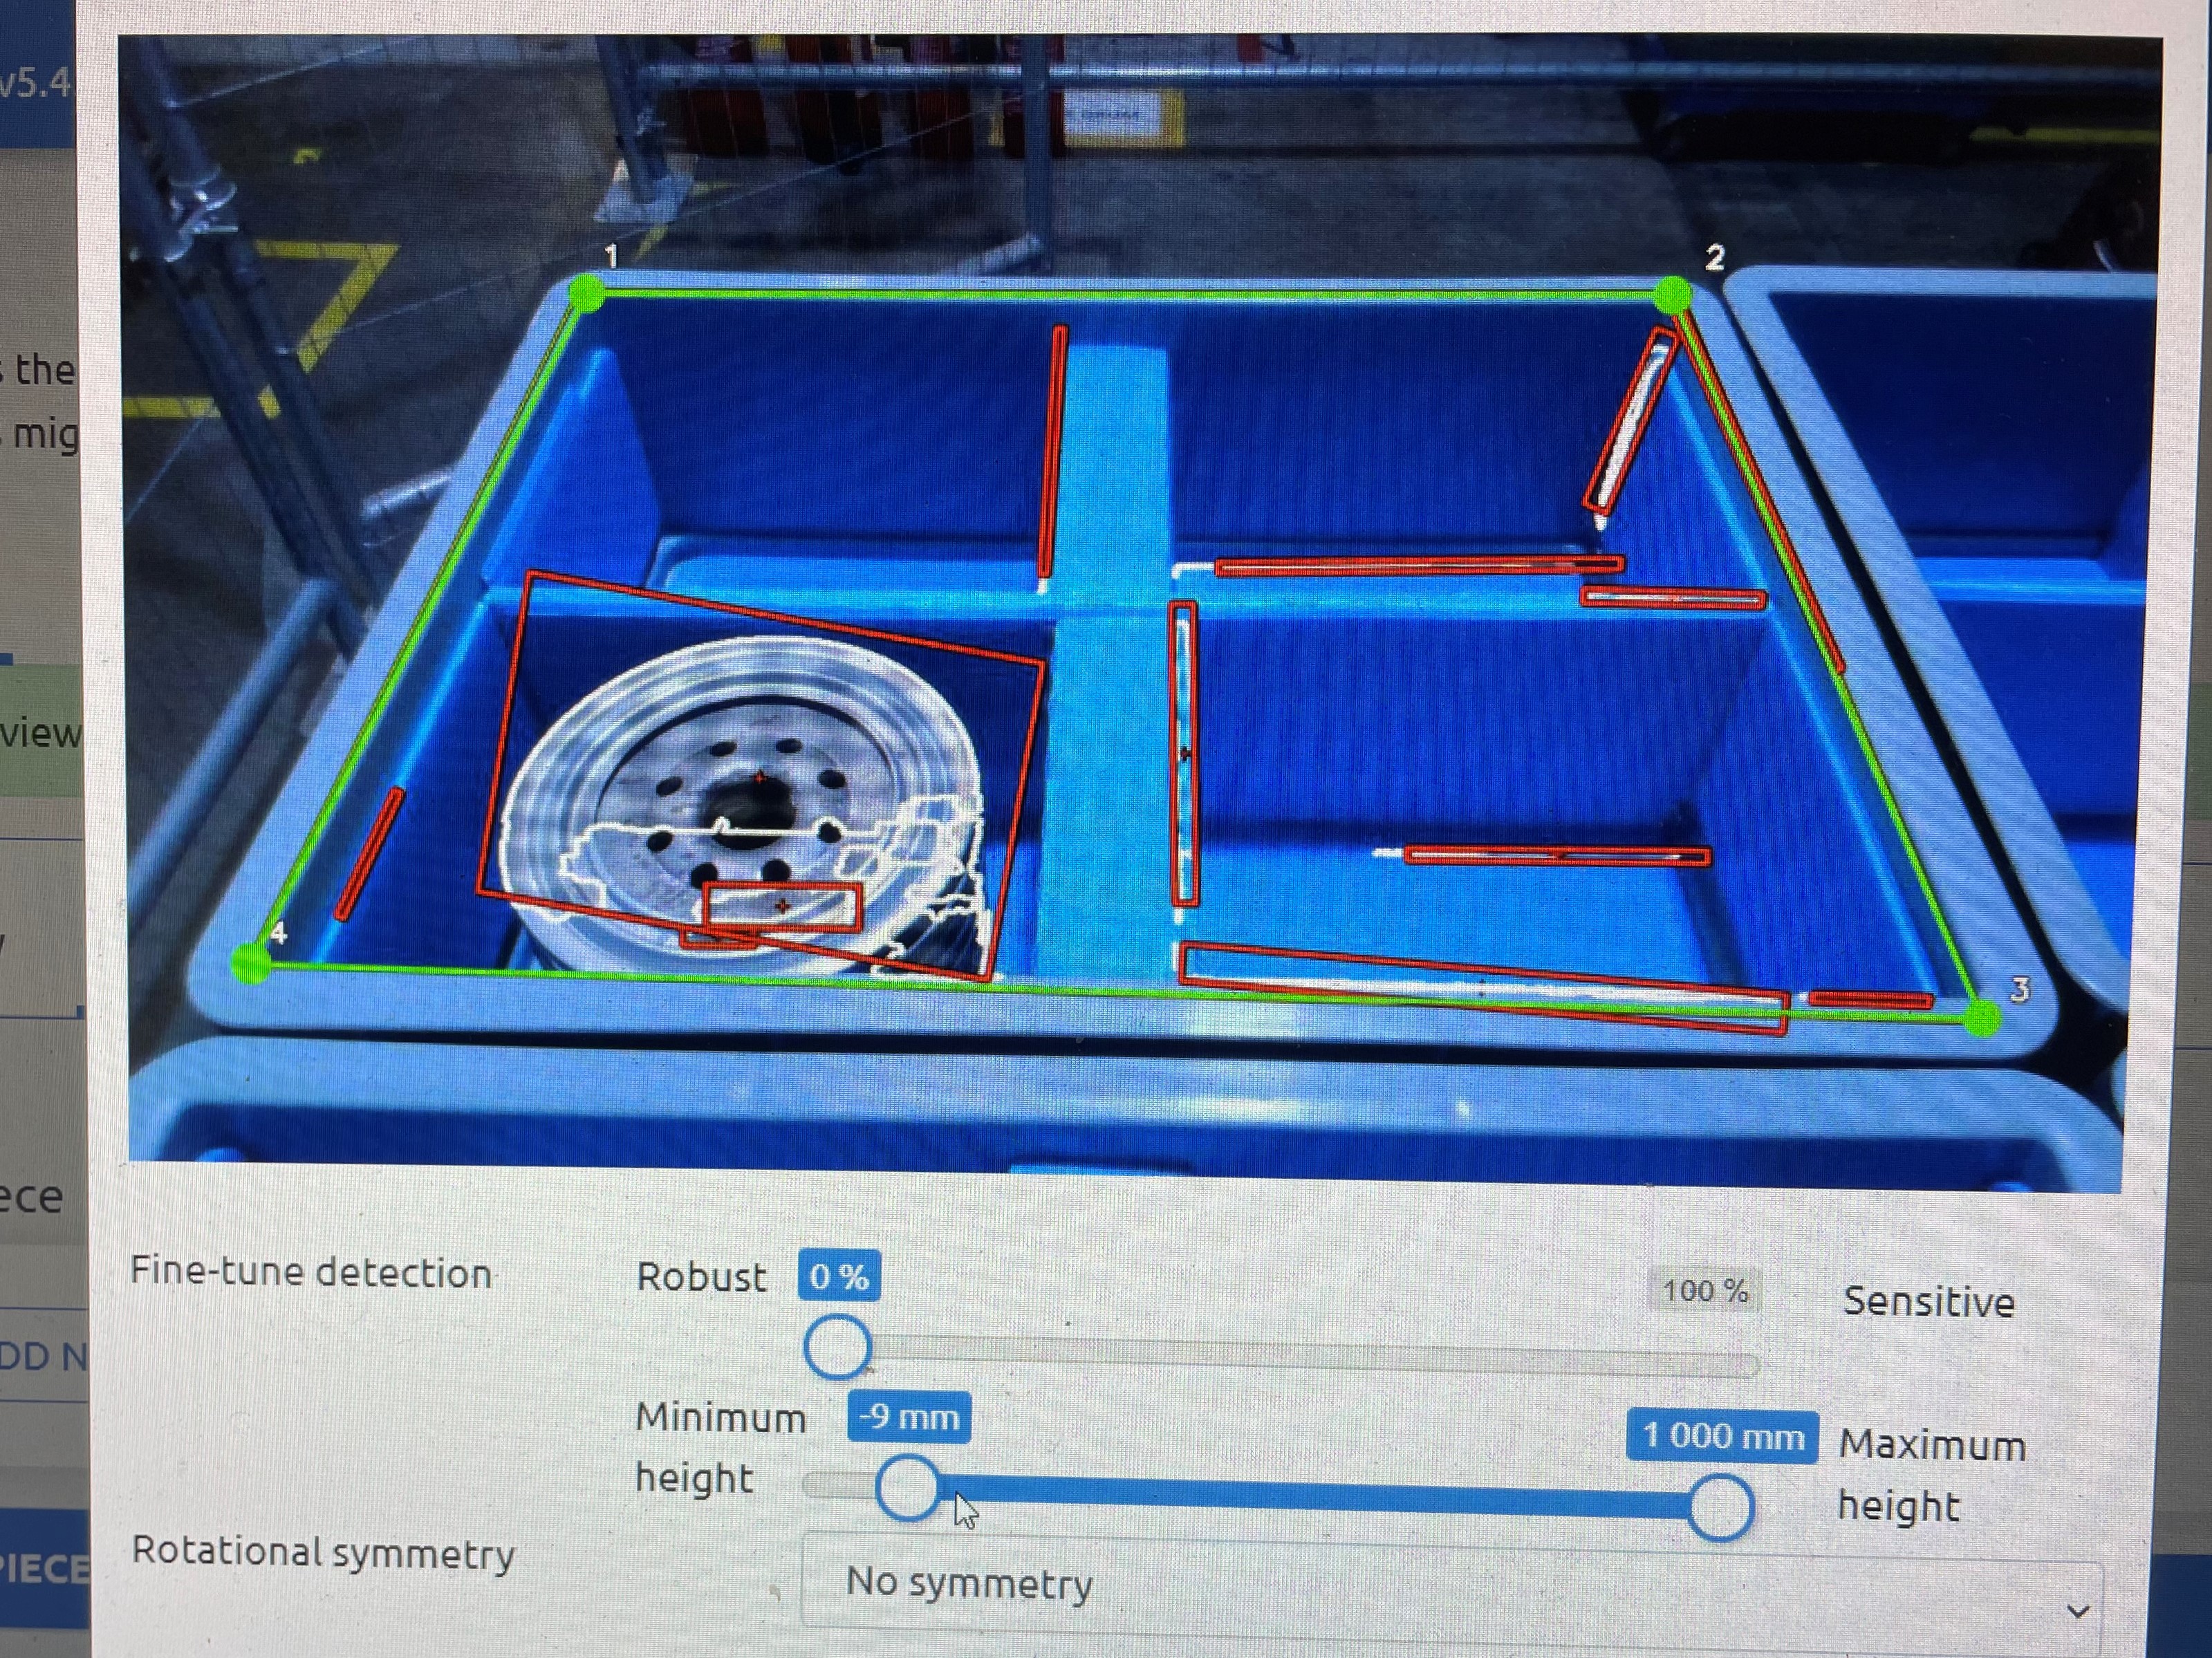 v5.4
1
2
s the
s mig
view
4
3
ece
Fine-tune detection
Robust
0 %
100 %
Sensitive
DD N
Minimum
height
-9 mm
1 000 mm
Maximum
height
PIECE
Rotational symmetry
No symmetry